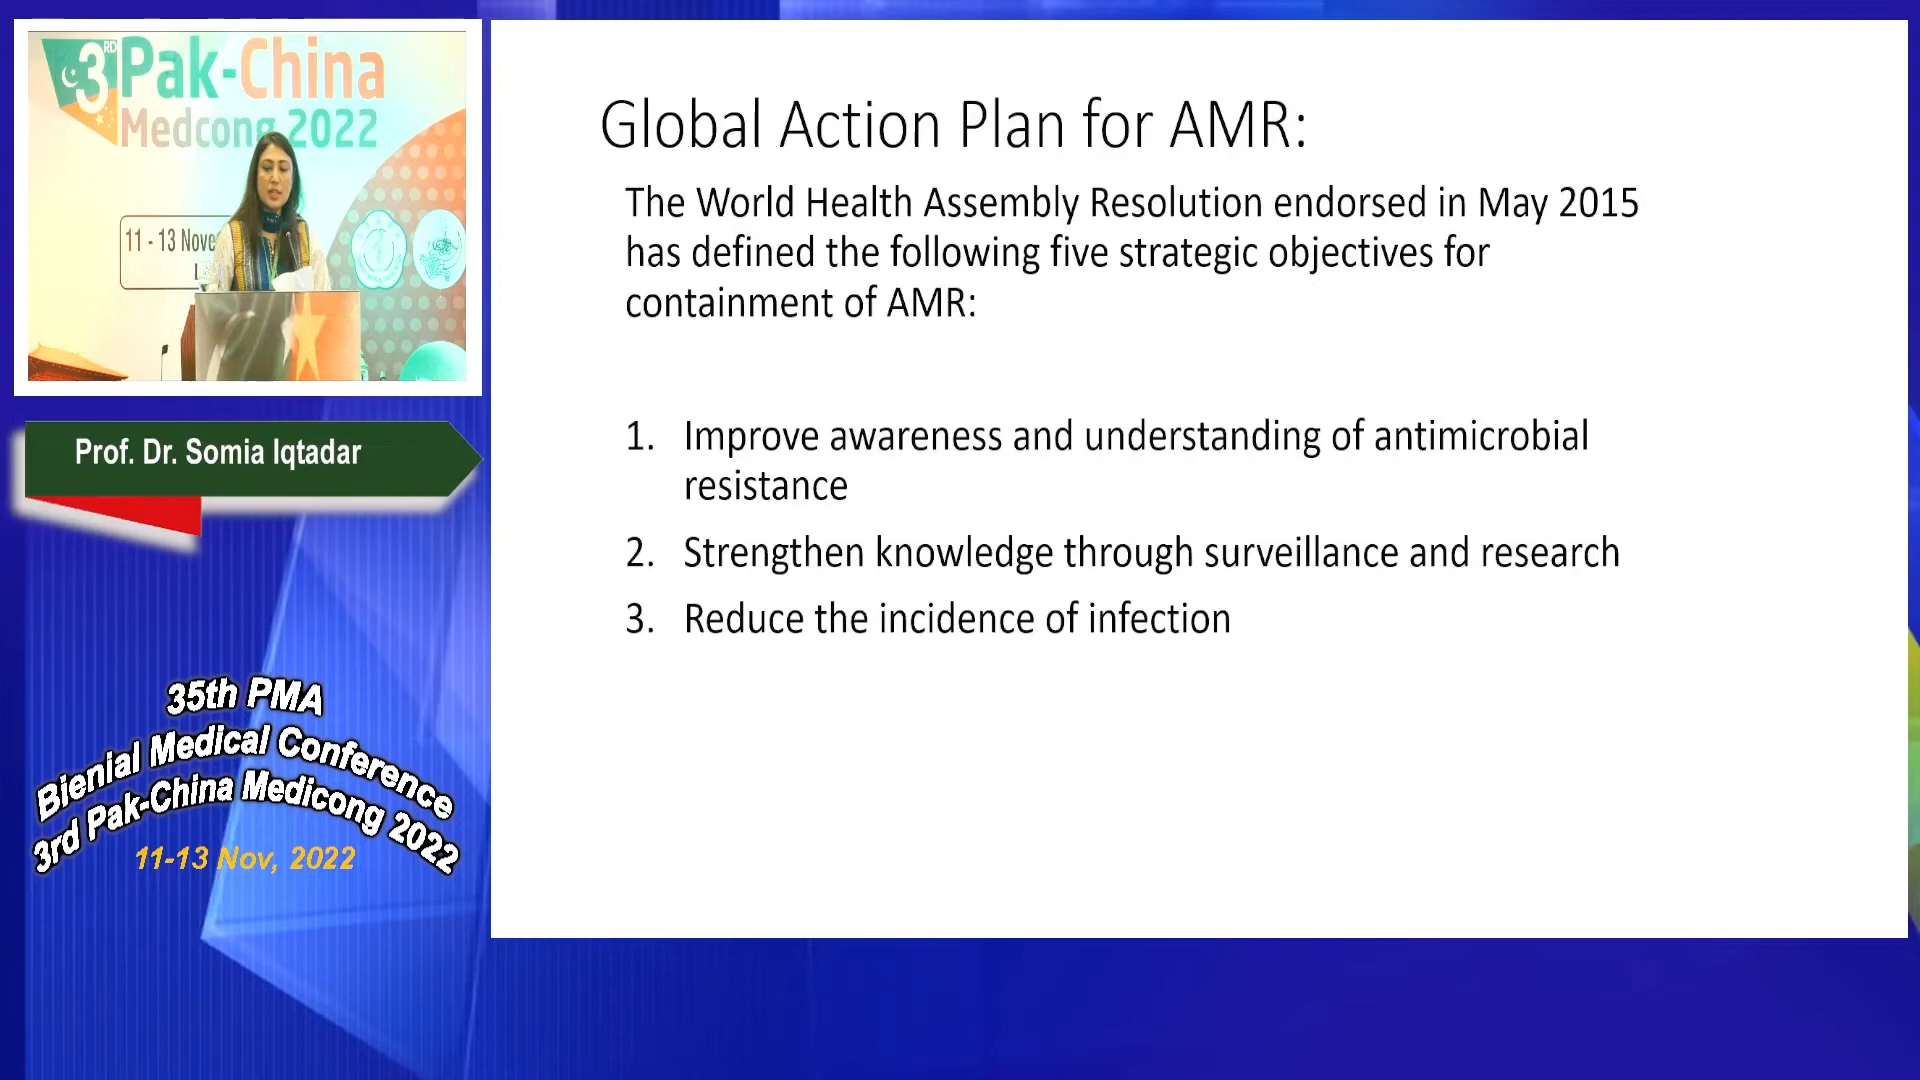 3RD Pak-China
Medcong 2022
11 - 13 Nove
Prof. Dr. Somia Iqtadar
35th PMA
Bienial Medical Conference
3rd Pak-China Medicong 2022
11-13 Nov, 2022
Global Action Plan for AMR:
The World Health Assembly Resolution endorsed in May 2015
has defined the following five strategic objectives for
containment of AMR:
1. Improve awareness and understanding of antimicrobial
resistance
2. Strengthen knowledge through surveillance and research
3. Reduce the incidence of infection